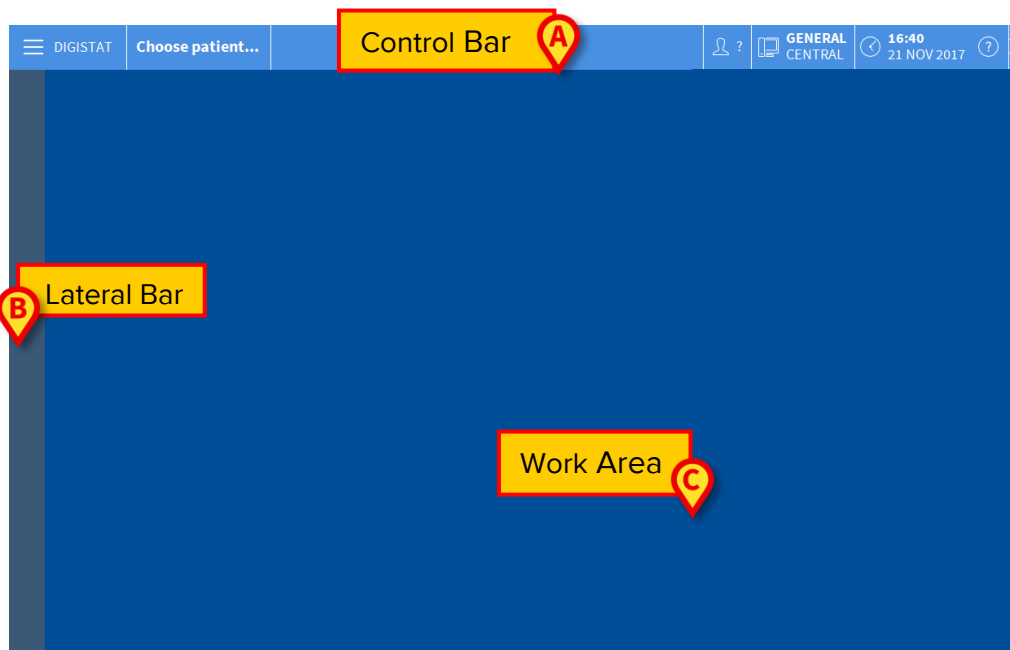 DIGISTAT
Choose patient...
Control Bar
A
?
GENERAL
CENTRAL
16:40
21 NOV 2017
?
Lateral Bar
B
Work Area
C